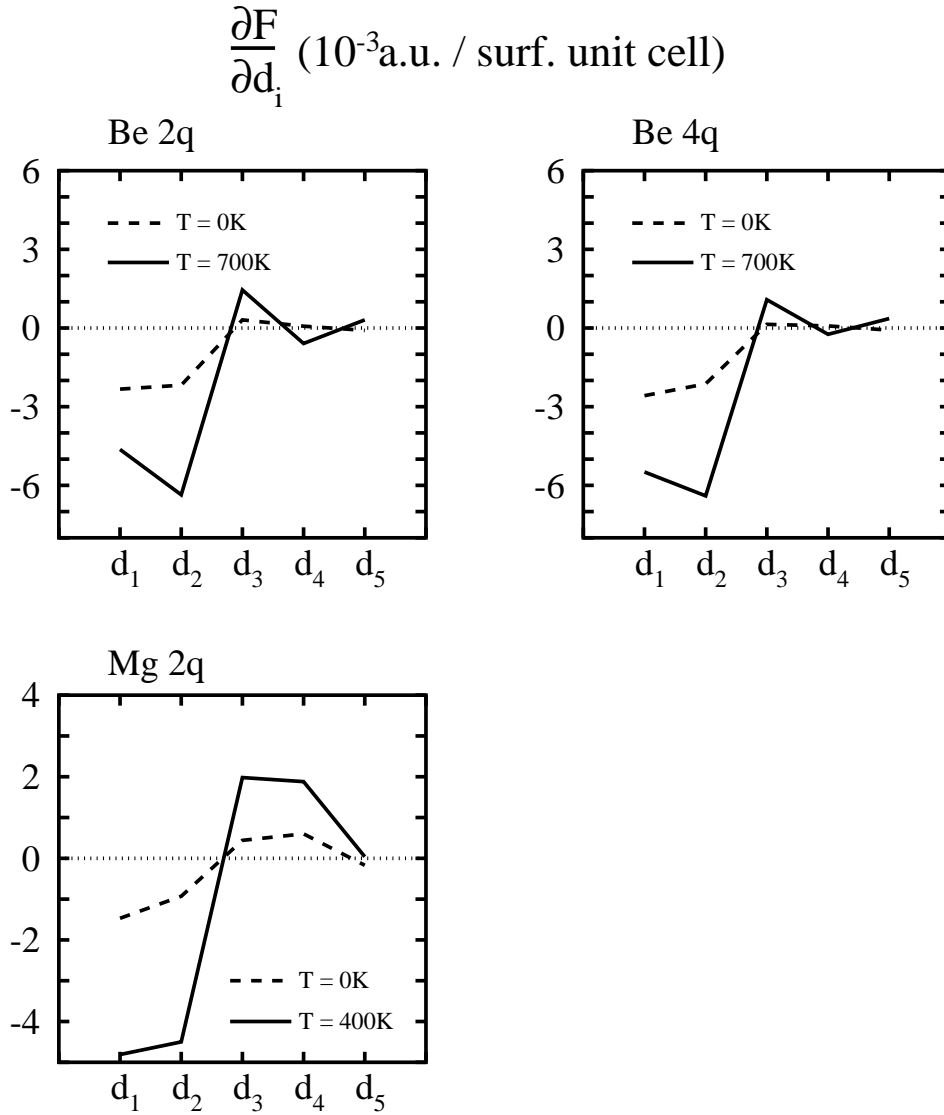 ∂F/∂d_i (10^-3 a.u. / surf. unit cell)
Be 2q
6
3
0
-3
-6
T = 0K
T = 700K
d_1 d_2 d_3 d_4 d_5
Be 4q
6
3
0
-3
-6
T = 0K
T = 700K
d_1 d_2 d_3 d_4 d_5
Mg 2q
4
2
0
-2
-4
T = 0K
T = 400K
d_1 d_2 d_3 d_4 d_5